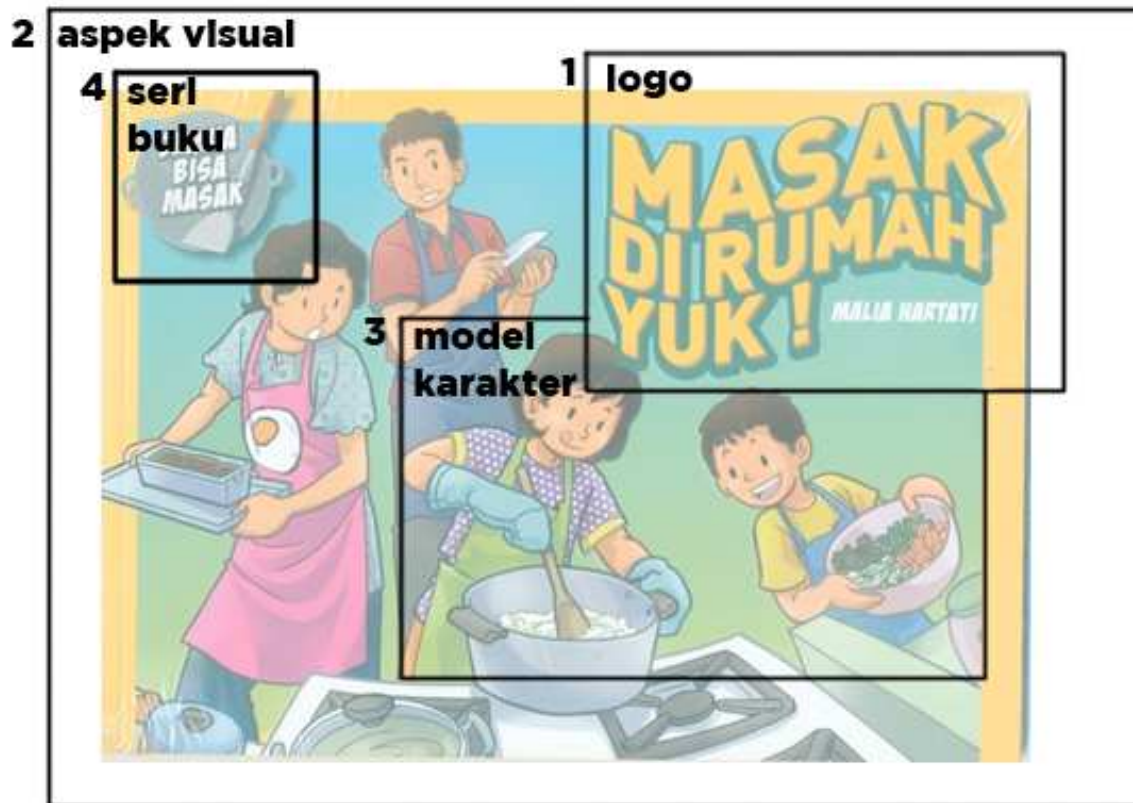 2 aspek visual
4 seri
buku
BISA
MASAK
1 logo
MASAK
DI RUMAH
YUK !
MALIA HARTATI
3 model
karakter